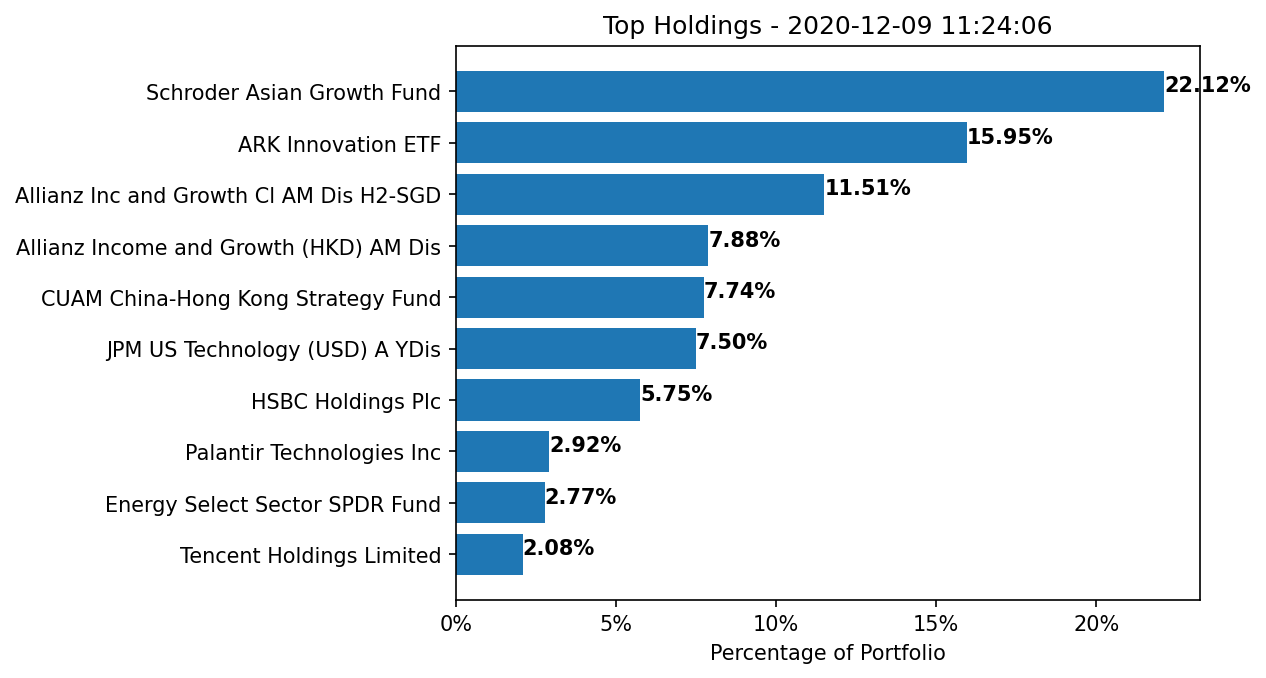 Top Holdings - 2020-12-09 11:24:06
Schroder Asian Growth Fund 22.12%
ARK Innovation ETF 15.95%
Allianz Inc and Growth Cl AM Dis H2-SGD 11.51%
Allianz Income and Growth (HKD) AM Dis 7.88%
CUAM China-Hong Kong Strategy Fund 7.74%
JPM US Technology (USD) A YDis 7.50%
HSBC Holdings Plc 5.75%
Palantir Technologies Inc 2.92%
Energy Select Sector SPDR Fund 2.77%
Tencent Holdings Limited 2.08%
0% 5% 10% 15% 20%
Percentage of Portfolio